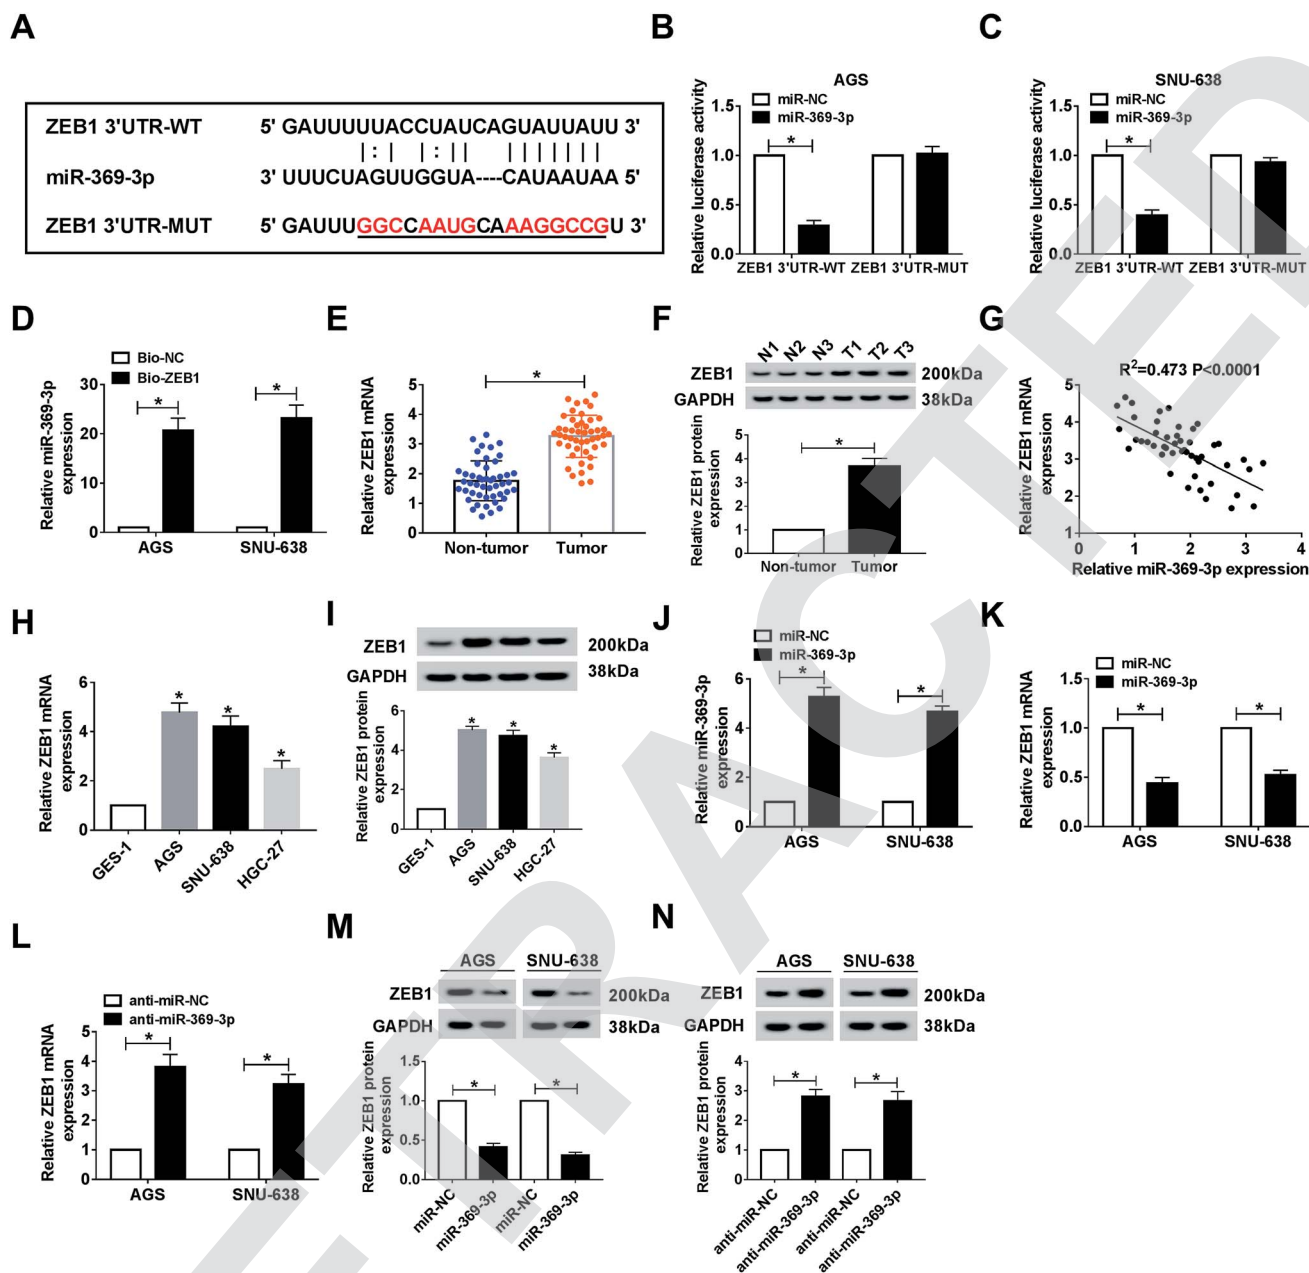 A
ZEB1 3'UTR-WT 5' GAUUUUUACCUAUCAGUAUUAUU 3'
miR-369-3p 3' UUUCUAGUUGGUA----CAUAAUAA 5'
ZEB1 3'UTR-MUT 5' GAUUUGGCCAAUGCAAAGGCCGU 3'
B
AGS
miR-NC
miR-369-3p
Relative luciferase activity
1.5
1.0
0.5
0.0
*
ZEB1 3'UTR-WT ZEB1 3'UTR-MUT
C
SNU-638
miR-NC
miR-369-3p
Relative luciferase activity
1.5
1.0
0.5
0.0
*
ZEB1 3'UTR-WT ZEB1 3'UTR-MUT
D
Bio-NC
Bio-ZEB1
Relative miR-369-3p
expression
30
20
10
0
* *
AGS SNU-638
E
Relative ZEB1 mRNA
expression
5
4
3
2
1
0
*
Non-tumor Tumor
F
N1 N2 N3 T1 T2 T3
ZEB1 200kDa
GAPDH 38kDa
Relative ZEB1 protein
expression
5
4
3
2
1
0
*
Non-tumor Tumor
G
R2=0.473 P<0.0001
Relative ZEB1 mRNA
expression
5
4
3
2
1
0 1 2 3 4
Relative miR-369-3p expression
H
Relative ZEB1 mRNA
expression
6
4
2
0
* * *
GES-1 AGS SNU-638 HGC-27
I
ZEB1 200kDa
GAPDH 38kDa
Relative ZEB1 protein
expression
6
4
2
0
* * *
GES-1 AGS SNU-638 HGC-27
J
miR-NC
miR-369-3p
Relative miR-369-3p
expression
6
4
2
0
* *
AGS SNU-638
K
miR-NC
miR-369-3p
Relative ZEB1 mRNA
expression
1.5
1.0
0.5
0.0
* *
AGS SNU-638
L
anti-miR-NC
anti-miR-369-3p
Relative ZEB1 mRNA
expression
5
4
3
2
1
0
* *
AGS SNU-638
M
AGS SNU-638
ZEB1 200kDa
GAPDH 38kDa
Relative ZEB1 protein
expression
1.5
1.0
0.5
0.0
* *
miR-NC miR-369-3p miR-NC miR-369-3p
N
AGS SNU-638
ZEB1 200kDa
GAPDH 38kDa
Relative ZEB1 protein
expression
4
3
2
1
0
* *
anti-miR-NC anti-miR-369-3p anti-miR-NC anti-miR-369-3p
ETRACTED